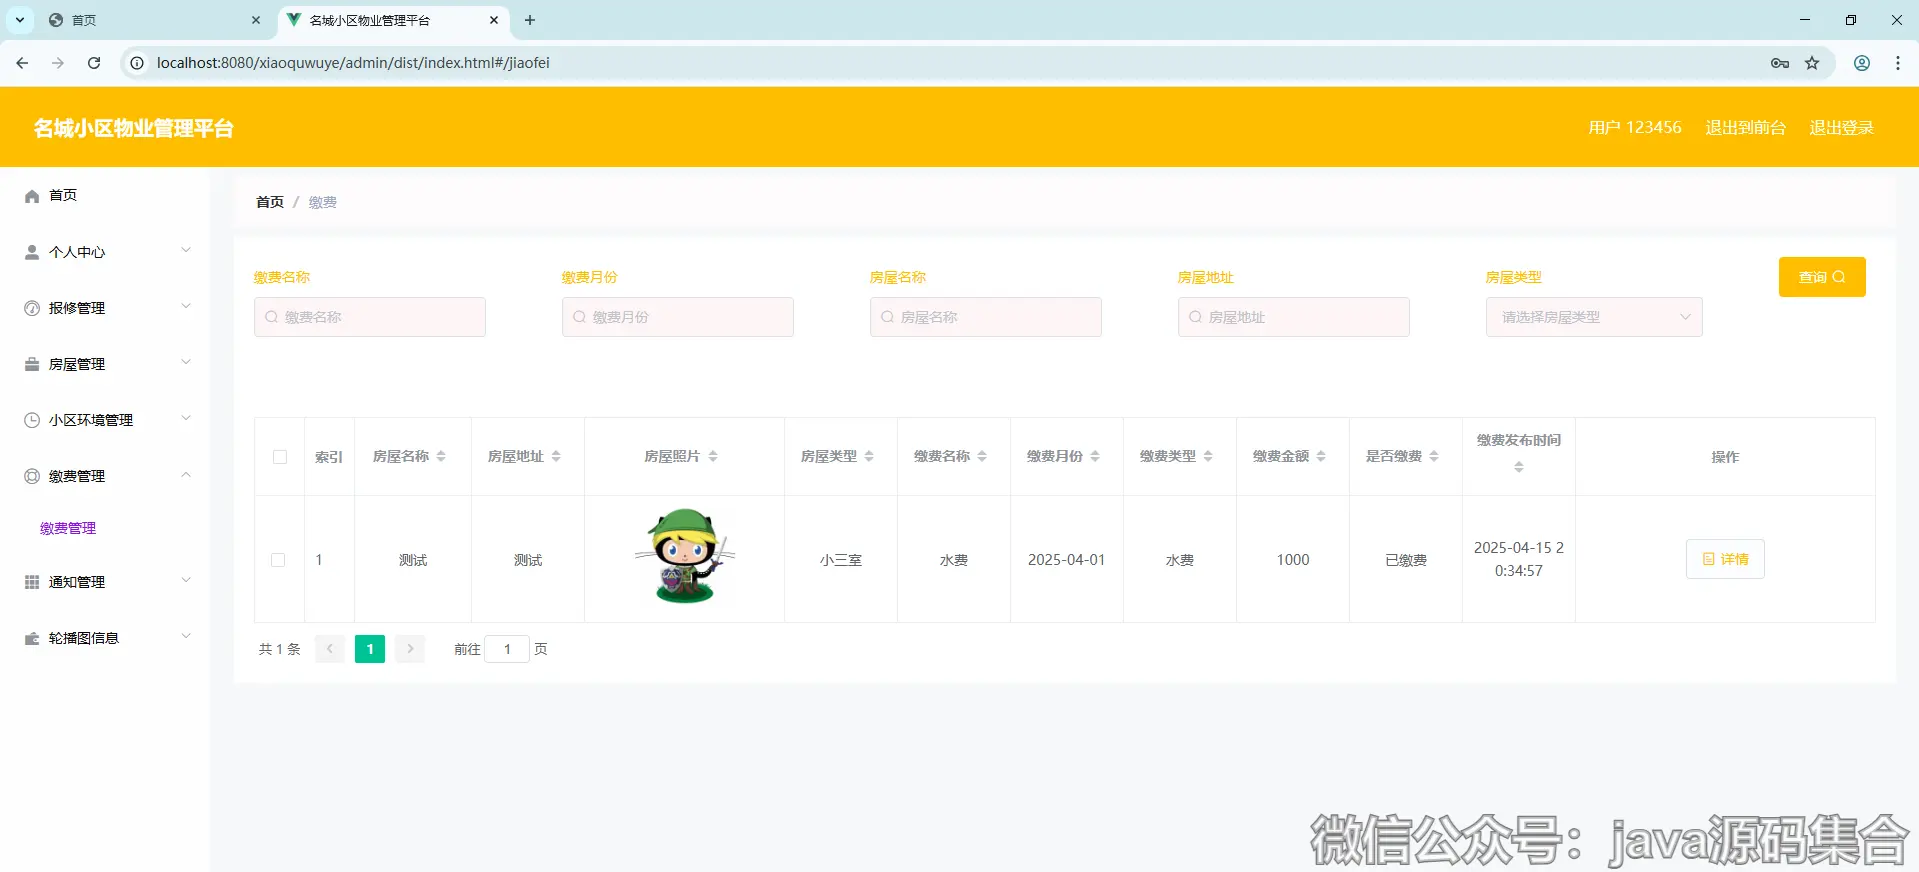 首页
名城小区物业管理平台
localhost:8080/xiaoquwuye/admin/dist/index.html#/jiaofei
名城小区物业管理平台
用户 123456
退出到前台
退出登录
首页
个人中心
报修管理
房屋管理
小区环境管理
缴费管理
缴费管理
通知管理
轮播图信息
首页 / 缴费
缴费名称
缴费月份
房屋名称
房屋地址
房屋类型
查询
缴费名称
缴费月份
房屋名称
房屋地址
请选择房屋类型
索引
房屋名称
房屋地址
房屋照片
房屋类型
缴费名称
缴费月份
缴费类型
缴费金额
是否缴费
缴费发布时间
操作
1
测试
测试
小三室
水费
2025-04-01
水费
1000
已缴费
2025-04-15 2
0:34:57
详情
共 1 条
1
前往 1 页
微信公众号：java源码集合